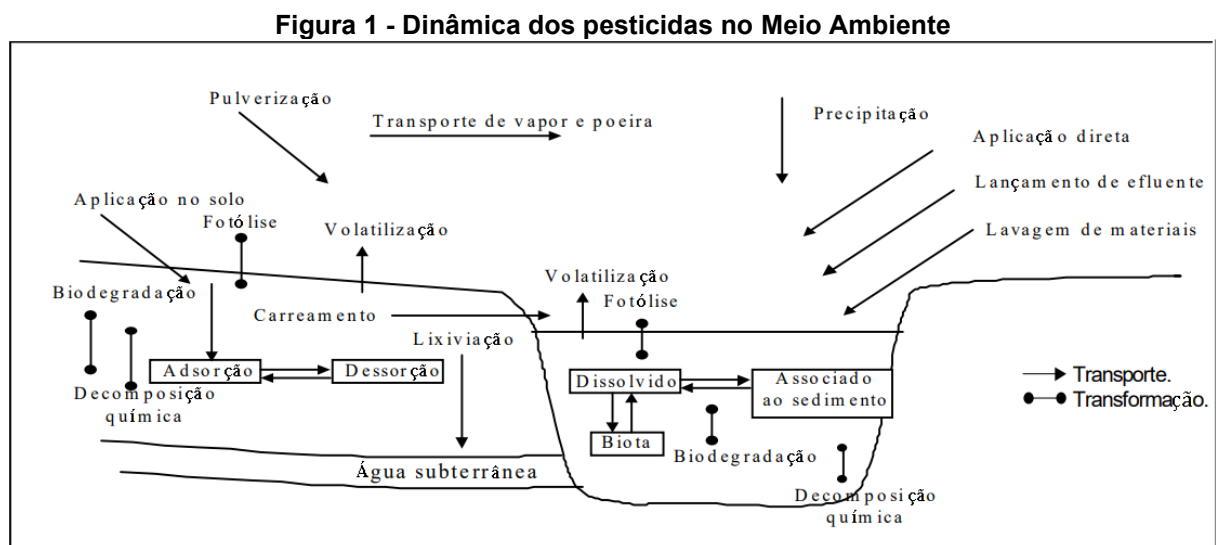 Figura 1 - Dinâmica dos pesticidas no Meio Ambiente
Pulverização
Transporte de vapor e poeira
Precipitação
Aplicação direta
Lançamento de efluente
Lavagem de materiais
Aplicação no solo
Fotólise
Volatilização
Biodegradação
Carreamento
Lixiviação
Adsorção
Dessorção
Decomposição
química
Água subterrânea
Volatilização
Fotólise
Dissolvido
Associado
ao sedimento
Biota
Biodegradação
Decomposição
química
Transporte.
Transformação.